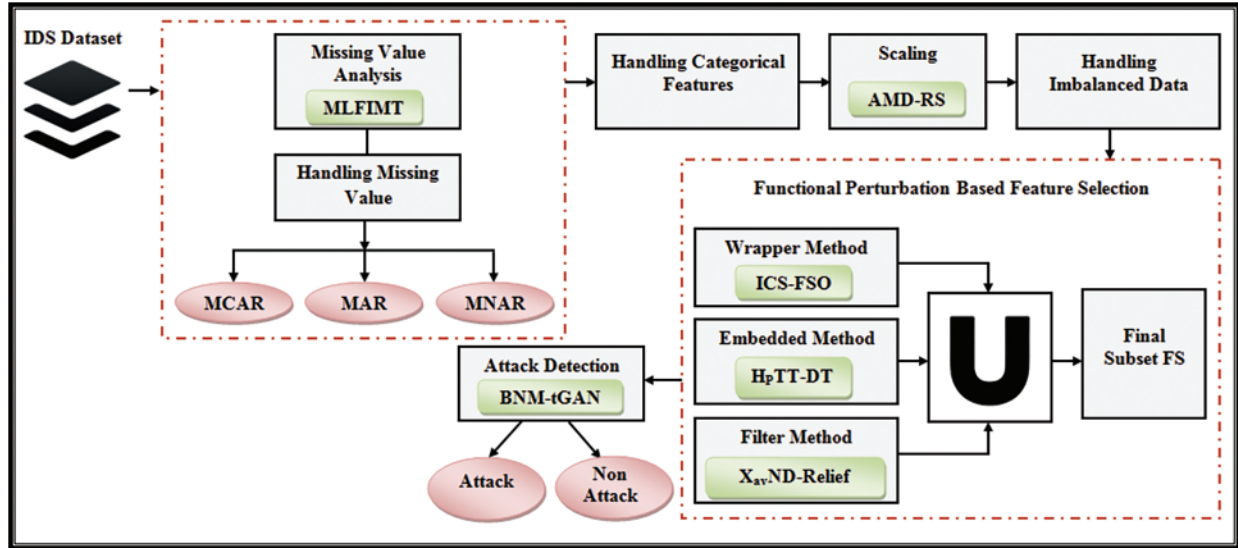 IDS Dataset
Missing Value
Analysis
MLFIMT
Handling Missing
Value
MCAR
MAR
MNAR
Handling Categorical
Features
Scaling
AMD-RS
Handling
Imbalanced Data
Functional Perturbation Based Feature Selection
Wrapper Method
ICS-FSO
Embedded Method
HPTT-DT
Filter Method
XavND-Relief
U
Final
Subset FS
Attack Detection
BNM-tGAN
Attack
Non
Attack